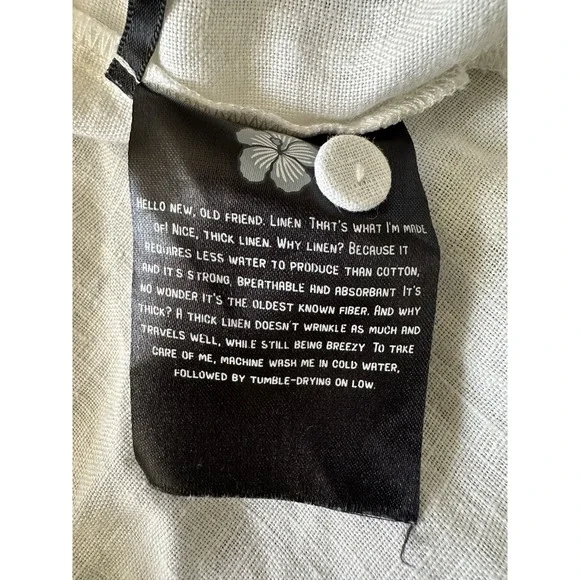 HELLO NEW, OLD FRIEND. LINEN. THAT'S WHAT I'M MADE
OF! NICE, THICK LINEN. WHY LINEN? BECAUSE IT
REQUIRES LESS WATER TO PRODUCE THAN COTTON,
AND IT'S STRONG, BREATHABLE AND ABSORBANT. IT'S
NO WONDER IT'S THE OLDEST KNOWN FIBER. AND WHY
THICK? A THICK LINEN DOESN'T WRINKLE AS MUCH AND
TRAVELS WELL, WHILE STILL BEING BREEZY. TO TAKE
CARE OF ME, MACHINE WASH ME IN COLD WATER,
FOLLOWED BY TUMBLE-DRYING ON LOW.